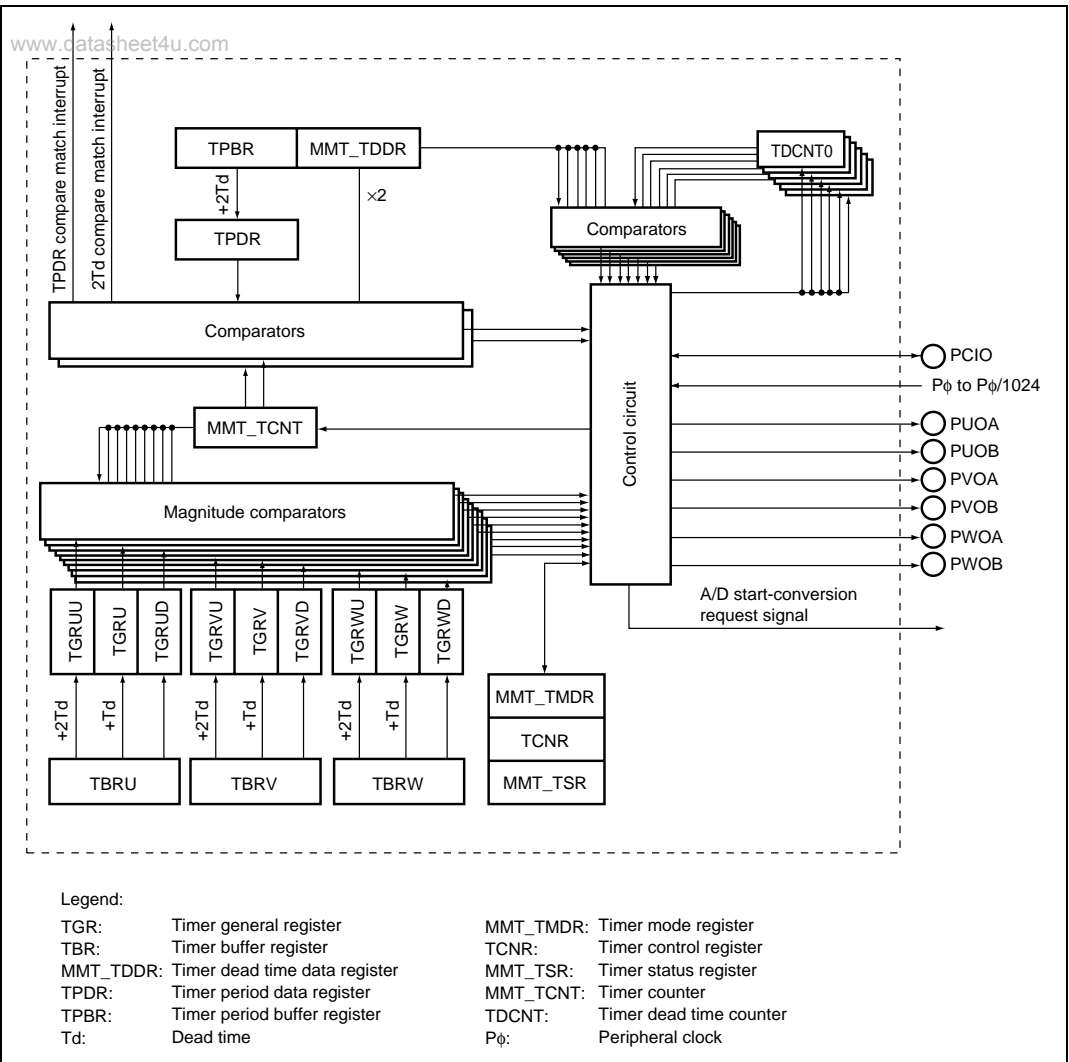 www.datasheet4u.com
TPDR compare match interrupt
2Td compare match interrupt
TPBR
MMT_TDDR
TDCNT0
+2Td
×2
TPDR
Comparators
Comparators
Control circuit
PCIO
Pϕ to Pϕ/1024
MMT_TCNT
PUOA
PUOB
PVOA
PVOB
PWOA
PWOB
Magnitude comparators
A/D start-conversion
request signal
TGRUU
TGRU
TGRUD
TGRVU
TGRV
TGRVD
TGRWU
TGRW
TGRWD
+2Td
+Td
+2Td
+Td
+2Td
+Td
MMT_TMDR
TCNR
MMT_TSR
TBRU
TBRV
TBRW
Legend:
TGR: Timer general register
TBR: Timer buffer register
MMT_TDDR: Timer dead time data register
TPDR: Timer period data register
TPBR: Timer period buffer register
Td: Dead time
MMT_TMDR: Timer mode register
TCNR: Timer control register
MMT_TSR: Timer status register
MMT_TCNT: Timer counter
TDCNT: Timer dead time counter
Pϕ: Peripheral clock